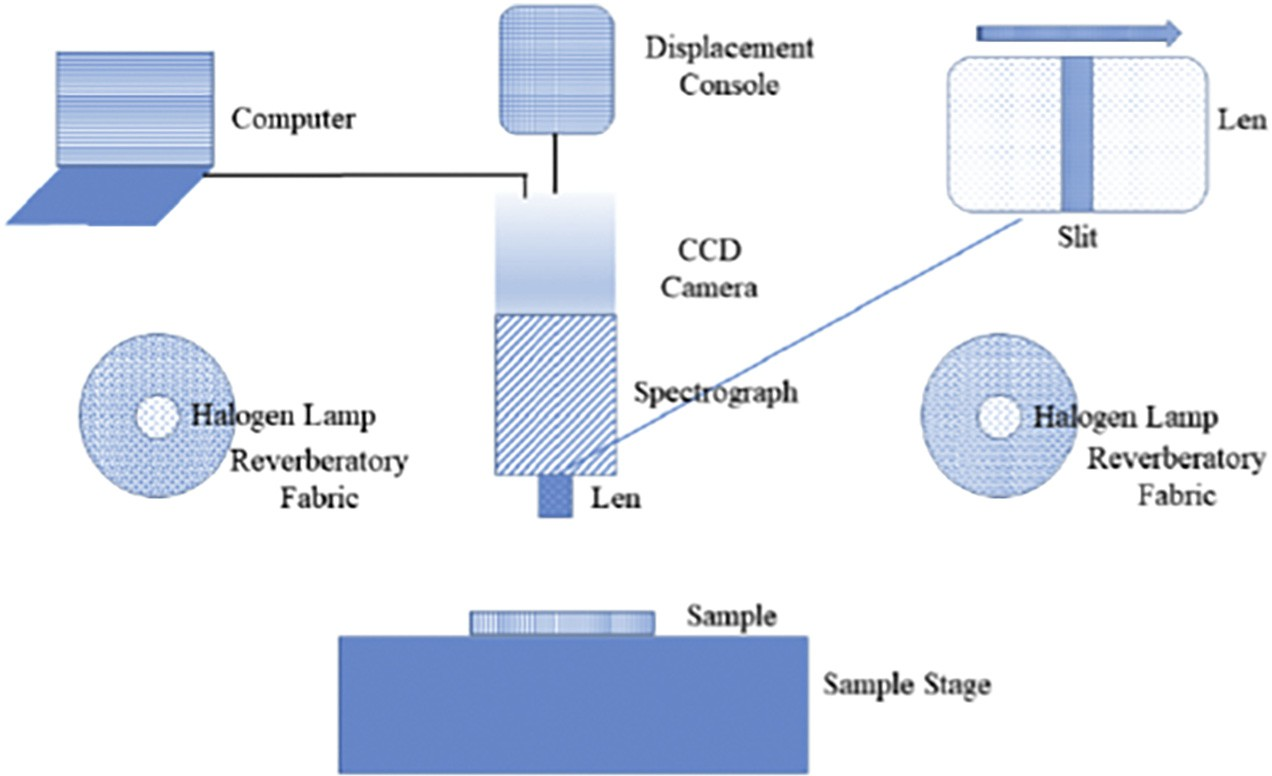 Displacement
Console
Computer
Len
Slit
CCD
Camera
Spectrograph
Halogen Lamp
Reverberatory
Fabric
Halogen Lamp
Reverberatory
Fabric
Len
Sample
Sample Stage